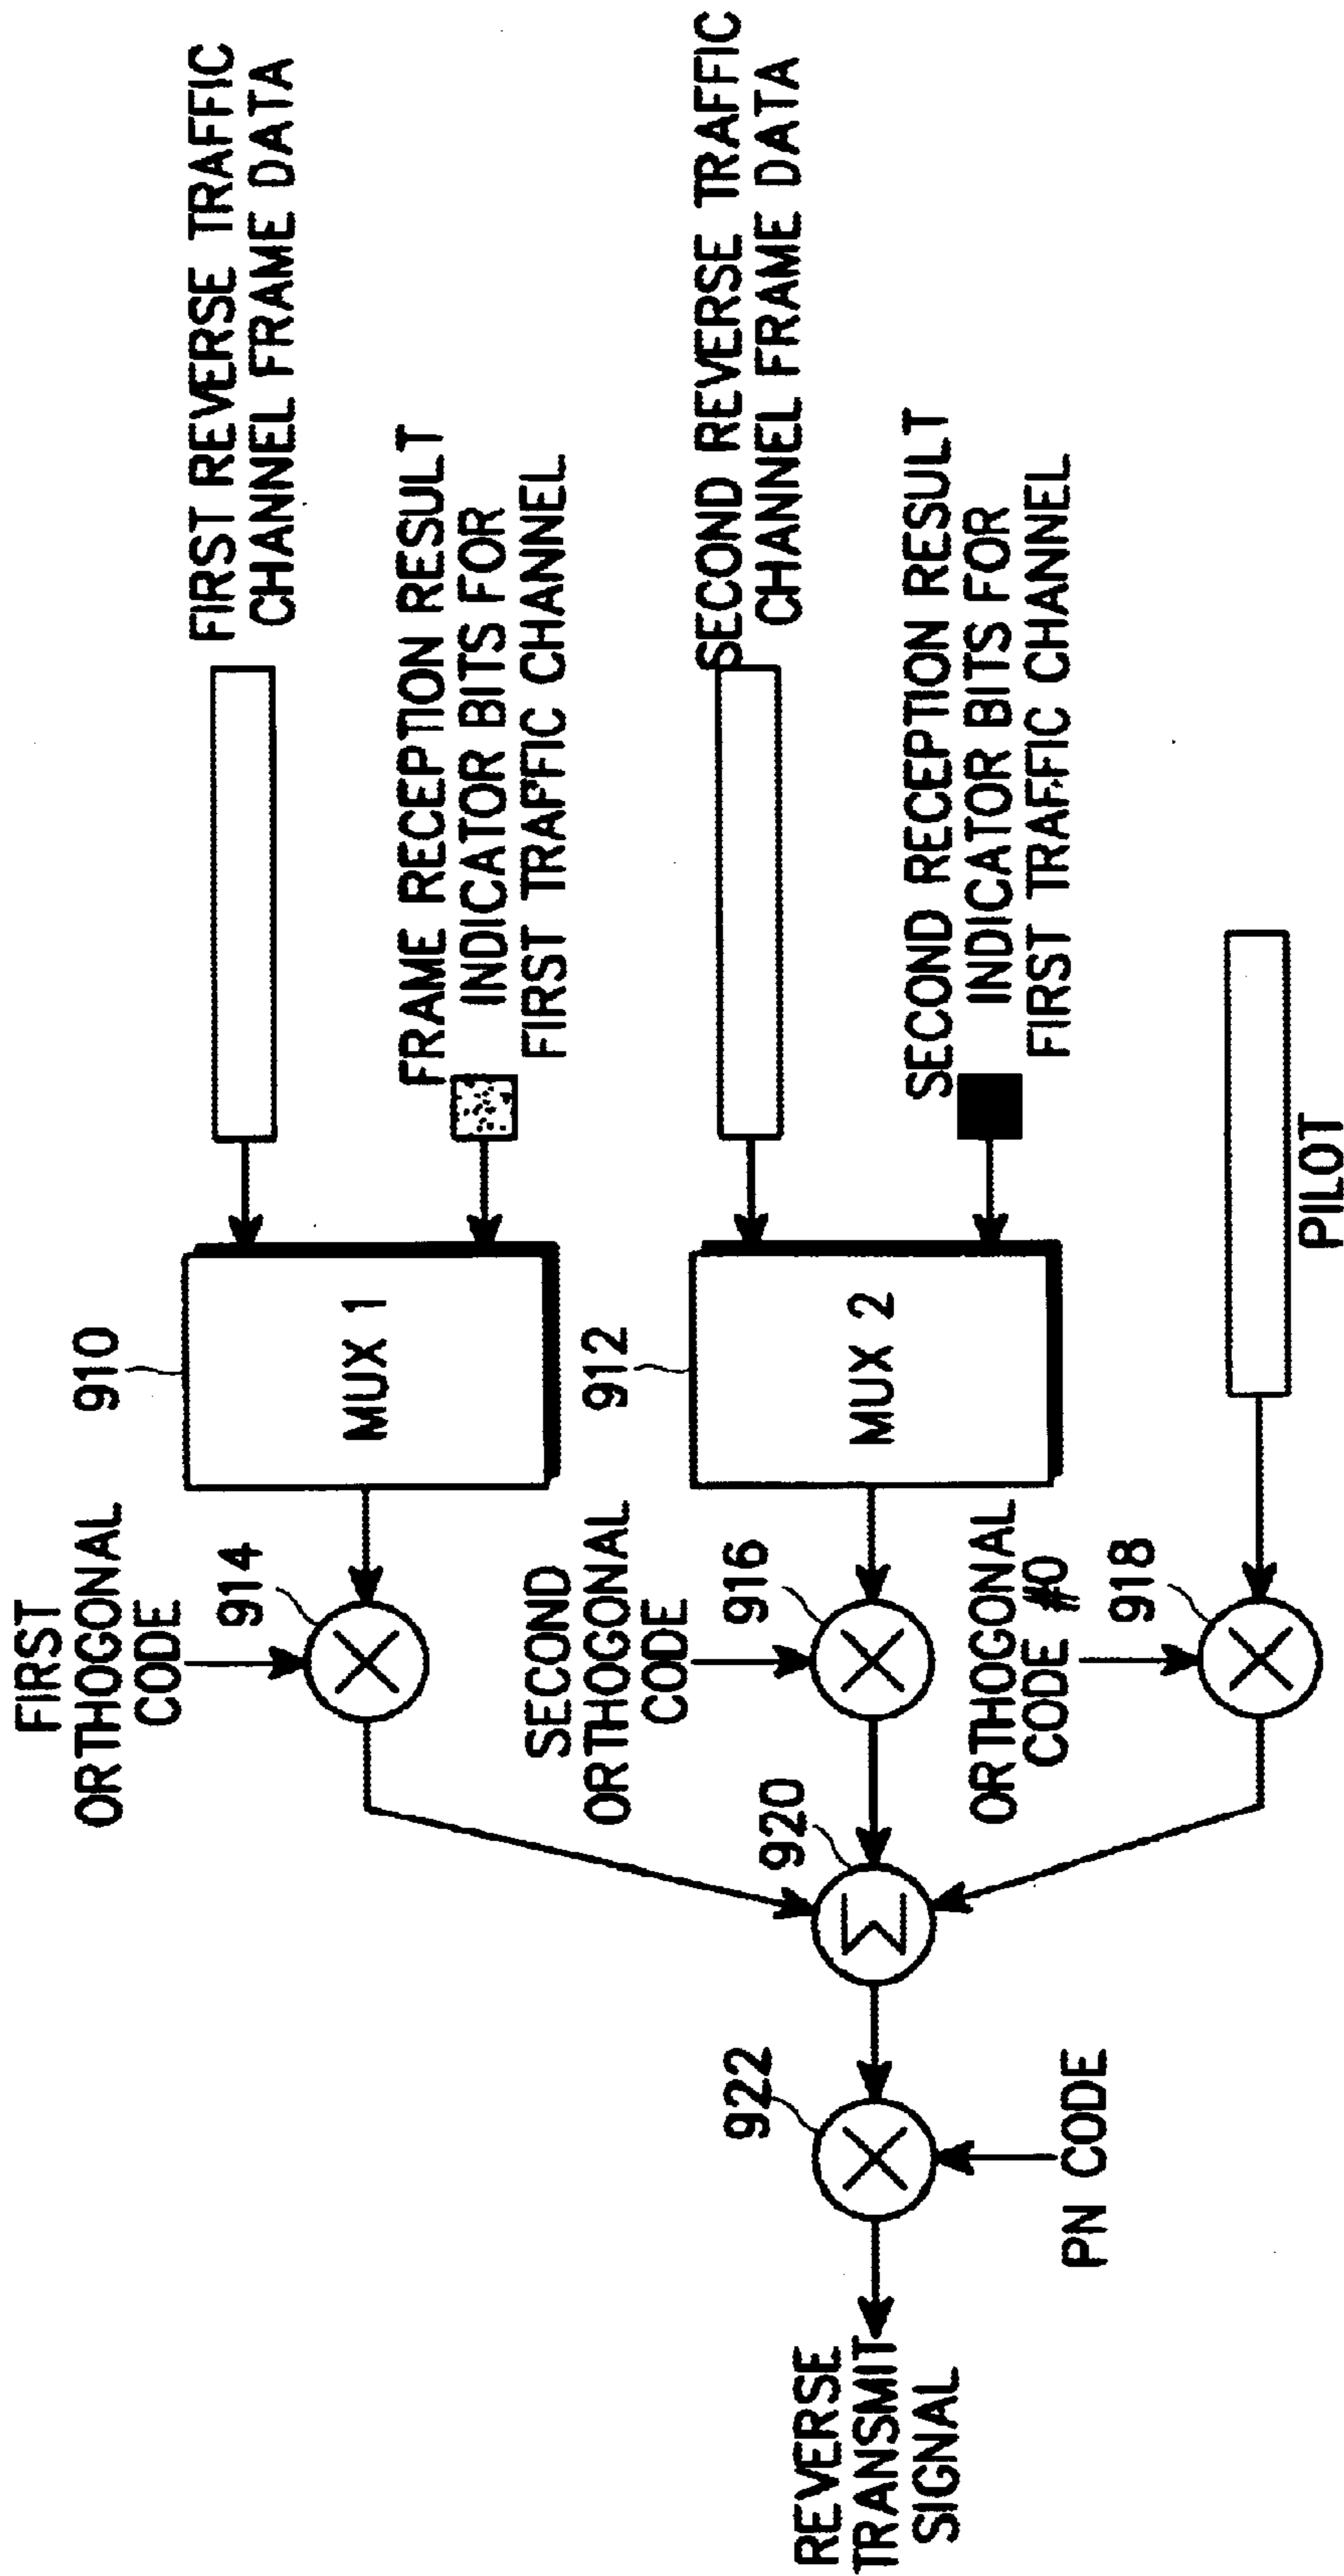 FIRST REVERSE TRAFFIC
CHANNEL FRAME DATA
FRAME RECEPTION RESULT
INDICATOR BITS FOR
FIRST TRAFFIC CHANNEL
910
MUX 1
FIRST
ORTHOGONAL
CODE
914
SECOND REVERSE TRAFFIC
CHANNEL FRAME DATA
SECOND RECEPTION RESULT
INDICATOR BITS FOR
FIRST TRAFFIC CHANNEL
912
MUX 2
SECOND
ORTHOGONAL
CODE
916
PILOT
ORTHOGONAL
CODE #0
918
920
Σ
922
PN CODE
REVERSE
TRANSMIT
SIGNAL